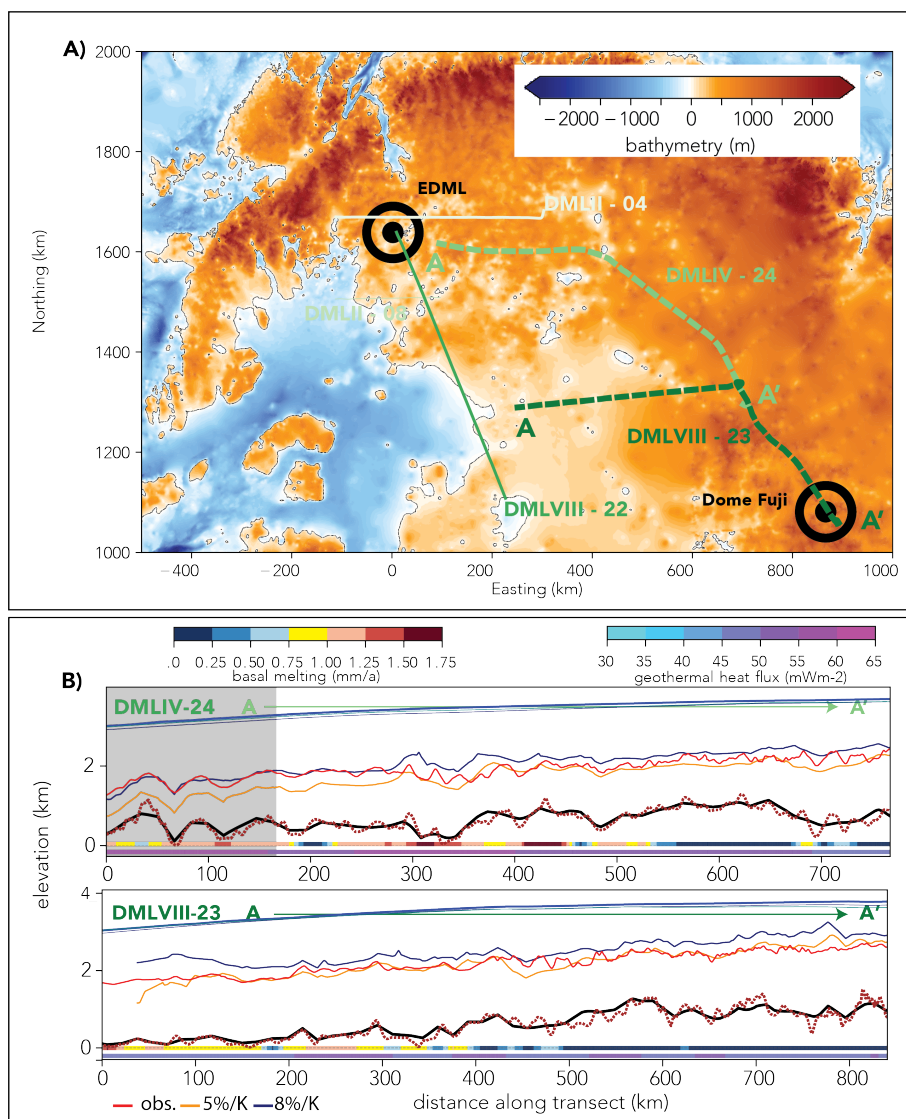 A)
2000
1800
1600
1400
1200
1000
Northing (km)
−2000 −1000 0 1000 2000
bathymetry (m)
EDML
DMLII - 04
A
DMLIV - 24
DMLII - 05
A'
A
DMLVIII - 23
DMLVIII - 22
Dome Fuji
A'
−400 −200 0 200 400 600 800 1000
Easting (km)
.0 0.25 0.75 1.00 1.25 1.50 1.75
basal melting (mm/a)
30 35 40 45 50 55 60 65
geothermal heat flux (mWm-2)
B)
DMLIV-24 A A'
2
0
0 100 200 300 400 500 600 700
elevation (km)
4
DMLVIII-23 A A'
2
0
0 100 200 300 400 500 600 700 800
obs. 5%/K 8%/K
distance along transect (km)